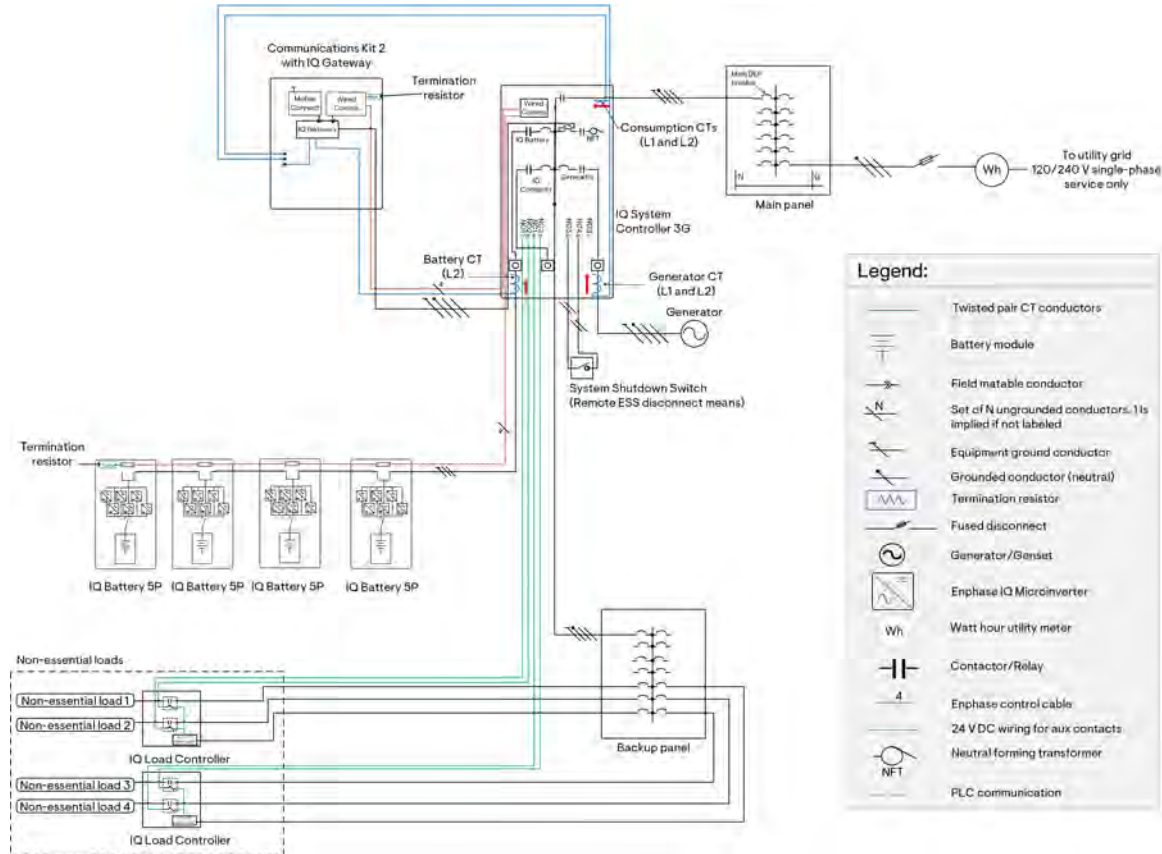 Communications Kit 2
with IQ Gateway
Termination
resistor
Mobile
Connect
Wired
Comms
Wired
Comms
IQ Battery
NFT
Consumption CTs
(L1 and L2)
Generator
IQ System
Controller 3G
Battery CT
(L2)
Generator CT
(L1 and L2)
Generator
System Shutdown Switch
(Remote ESS disconnect means)
breaker
N
G
Main panel
Wh
To utility grid
120/240 V single-phase
service only
Termination
resistor
IQ Battery 5P
IQ Battery 5P
IQ Battery 5P
IQ Battery 5P
Non-essential loads
Non-essential load 1
Non-essential load 2
IQ Load Controller
Non-essential load 3
Non-essential load 4
IQ Load Controller
Backup panel
Legend:
Twisted pair CT conductors
Battery module
Field matable conductor
N
Set of N ungrounded conductors. 1 is
implied if not labeled
Equipment ground conductor
Grounded conductor (neutral)
Termination resistor
Fused disconnect
Generator/Genset
Enphase IQ Microinverter
Wh
Watt hour utility meter
Contactor/Relay
4
Enphase control cable
24 V DC wiring for aux contacts
NFT
Neutral forming transformer
PLC communication